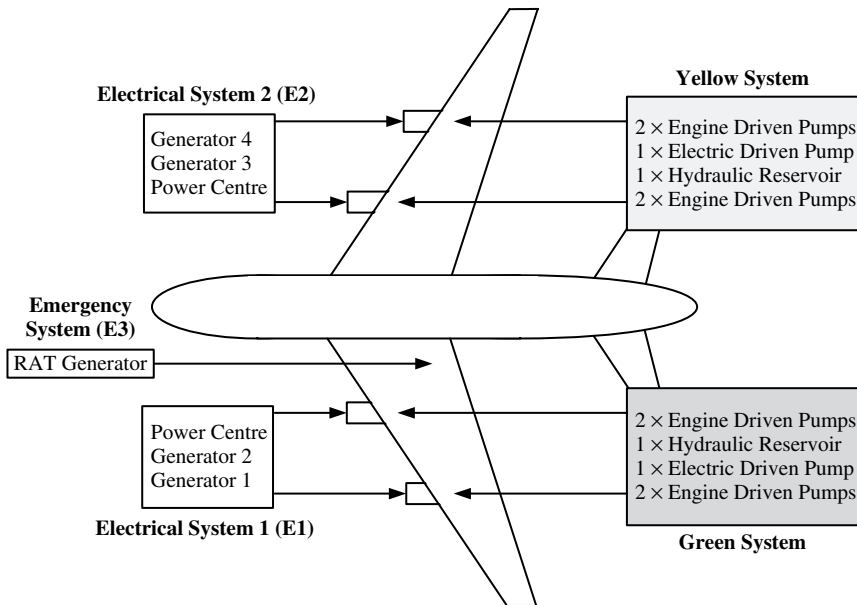 Electrical System 2 (E2)
Generator 4
Generator 3
Power Centre
Yellow System
2 × Engine Driven Pumps
1 × Electric Driven Pump
1 × Hydraulic Reservoir
2 × Engine Driven Pumps
Emergency
System (E3)
RAT Generator
Power Centre
Generator 2
Generator 1
Electrical System 1 (E1)
2 × Engine Driven Pumps
1 × Hydraulic Reservoir
1 × Electric Driven Pump
2 × Engine Driven Pumps
Green System